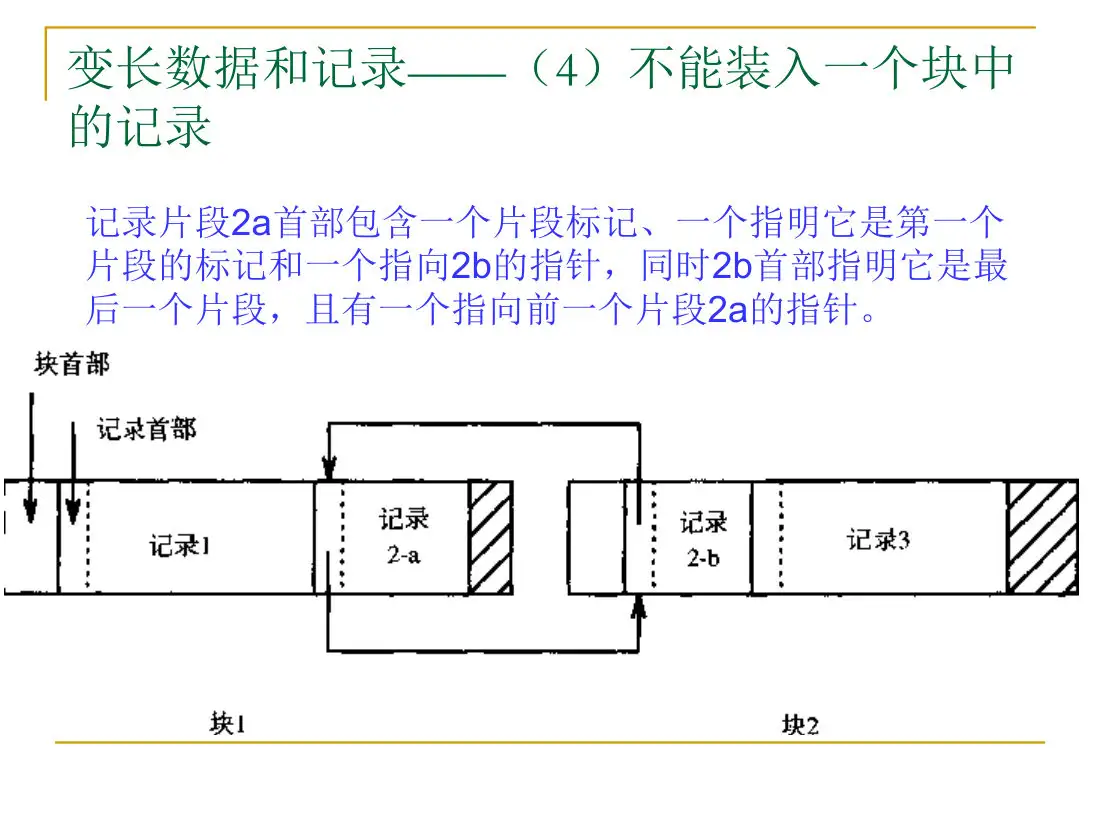 变长数据和记录——（4）不能装入一个块中
的记录
记录片段2a首部包含一个片段标记、一个指明它是第一个
片段的标记和一个指向2b的指针，同时2b首部指明它是最
后一个片段，且有一个指向前一个片段2a的指针。
块首部
记录首部
记录1
记录
2-a
记录
2-b
记录3
块1
块2